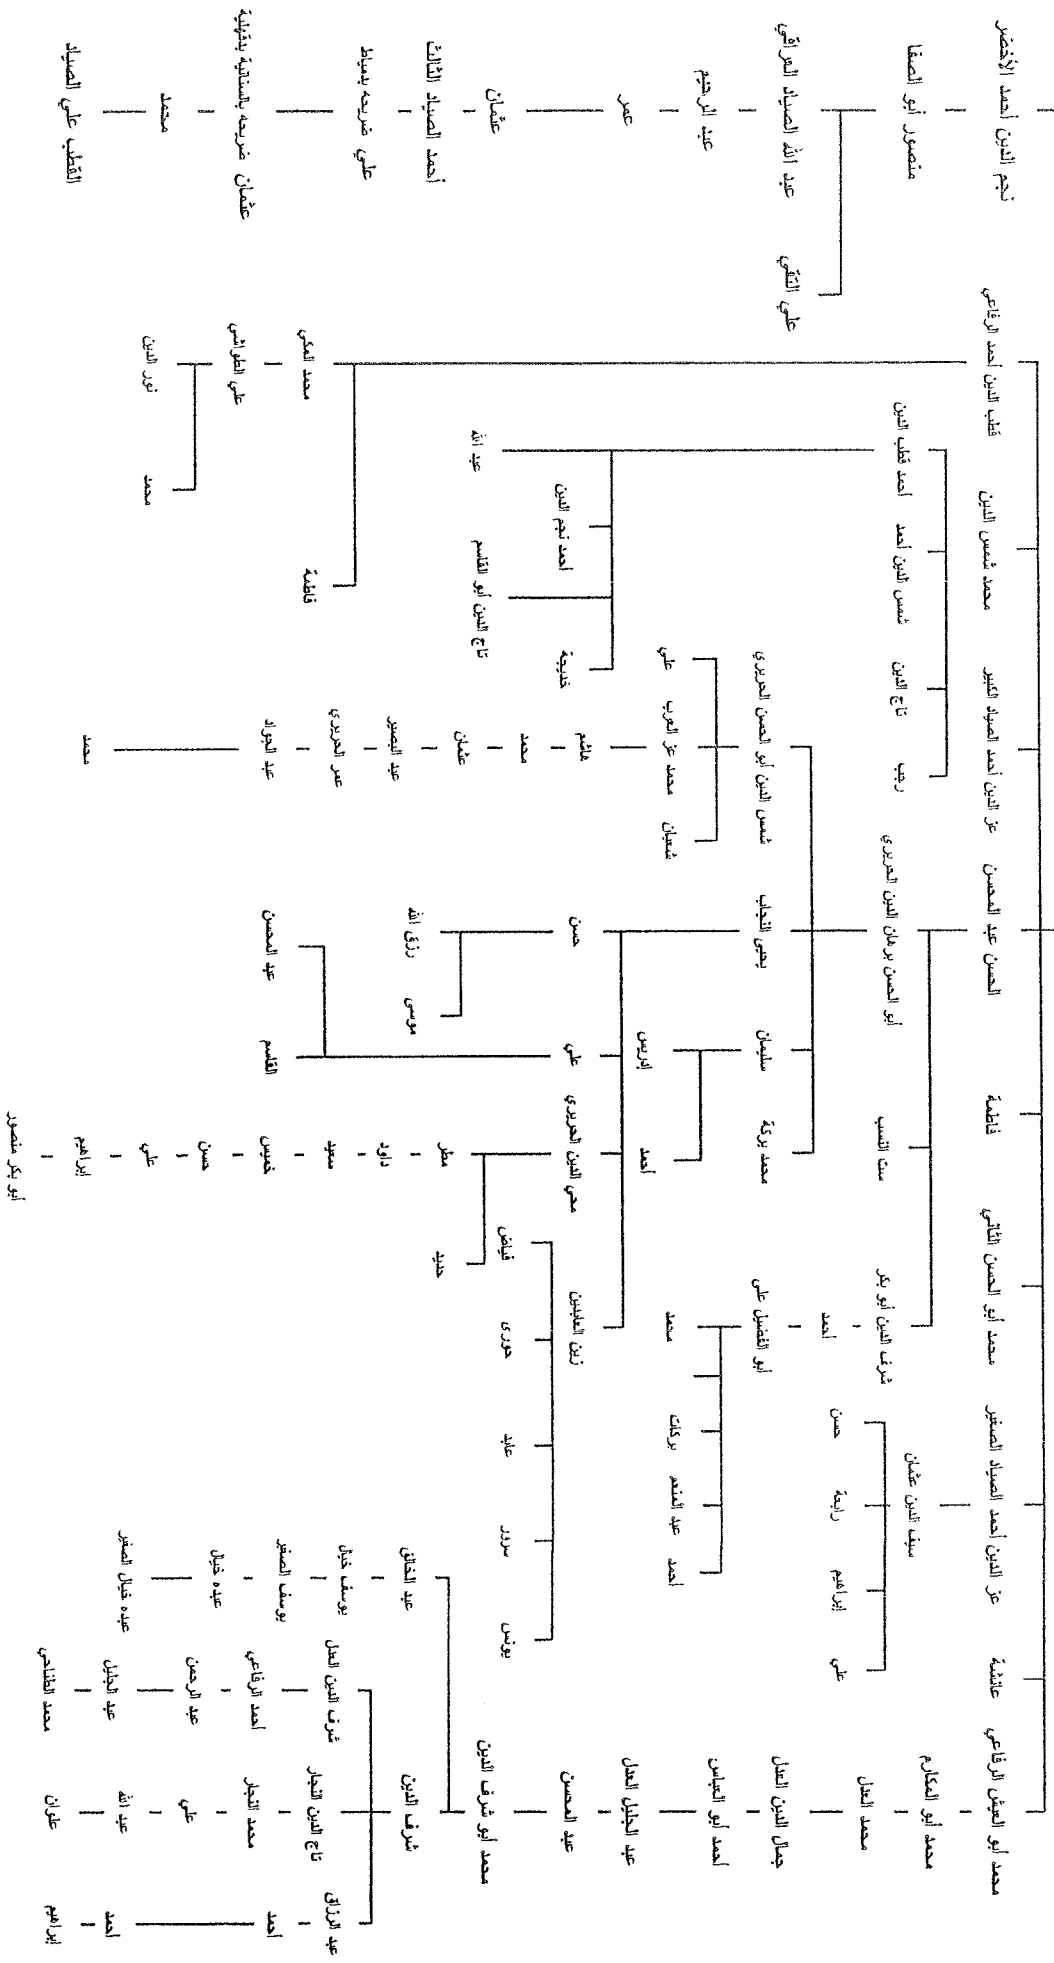 نجم الدين أحمد الأخضر
منصور أبو الصفا
عبد الله الصياد العراقي
علي التقي
عبد الرحيم
عمر
عثمان
أحمد الصياد الثالث
علي ضريحه بدمياط
عثمان ضريحه بالسنانية بدقهلية
محمد
القطب علي الصياد
قطب الدين أحمد الرفاعي
محمد المكي
فاطمة
علي الطواشي
نور الدين
محمد
محمد شمس الدين
أحمد قطب الدين
شمس الدين أحمد
تاج الدين
رجب
عبد الله
أحمد نجم الدين
تاج الدين أبو القاسم
خديجة
عز الدين أحمد الصياد الكبير
الحسن عبد المحسن
أبو الحسن برهان الدين الحريري
ست النسب
شرف الدين أبو بكر
شمس الدين أبو الحسن الحريري
يحيى النجاب
سليمان
محمد بركة
علي
محمد عز العرب
شعبان
غاشم
محمد
عثمان
عبد البصير
عمر الحريري
عبد الجواد
محمد
حسن
علي
محي الدين الحريري
زين العابدين
رزق الله
موسى
عبد المحسن
القاسم
إدريس
أحمد
مطر
حديد
داود
سعيد
خميس
حسن
علي
إبراهيم
أبو بكر منصور
فياض
حورى
عابد
سرور
يونس
أحمد
أبو الفضيل على
محمد
بركات
عبد المنعم
أحمد
فاطمة
محمد أبو الحسن الثاني
عز الدين أحمد الصياد الصغير
سيف الدين عثمان
حسن
رابعة
إبراهيم
على
عائشة
محمد أبو العيش الرفاعي
محمد أبو المكارم
محمد العدل
جمال الدين العدل
أحمد أبو العباس
عبد الجليل العدل
عبد المحسن
محمد أبو شرف الدين
عبد الخالق
شرف الدين
يوسف خيال
يوسف الصغير
عبده خيال
عبده خيال الصغير
شرف الدين العدل
أحمد الرفاعي
عبد الرحمن
عبد الجليل
محمد الطناحي
تاج الدين النجار
محمد النجار
علي
عبد الله
علوان
عبد الرزاق
أحمد
أحمد
إبراهيم